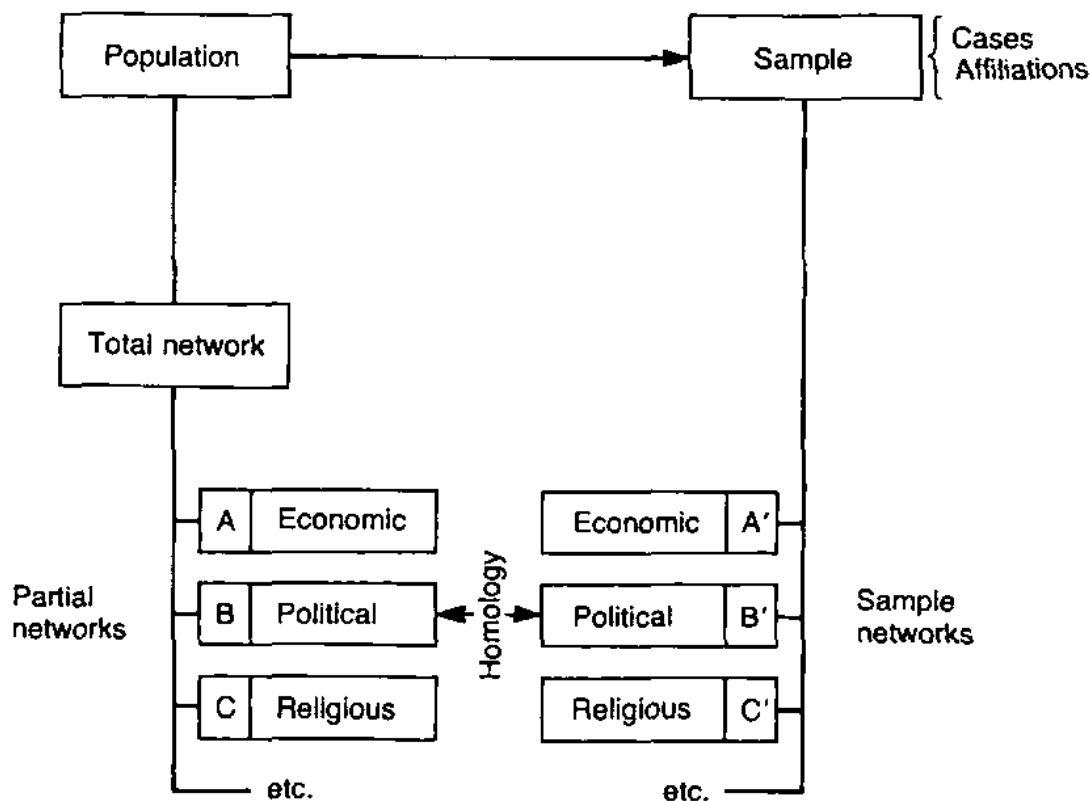 Population
Sample
Cases
Affiliations
Total network
A Economic
Economic A′
Partial
networks
B Political
Homology
Political B′
Sample
networks
C Religious
Religious C'
etc.
etc.